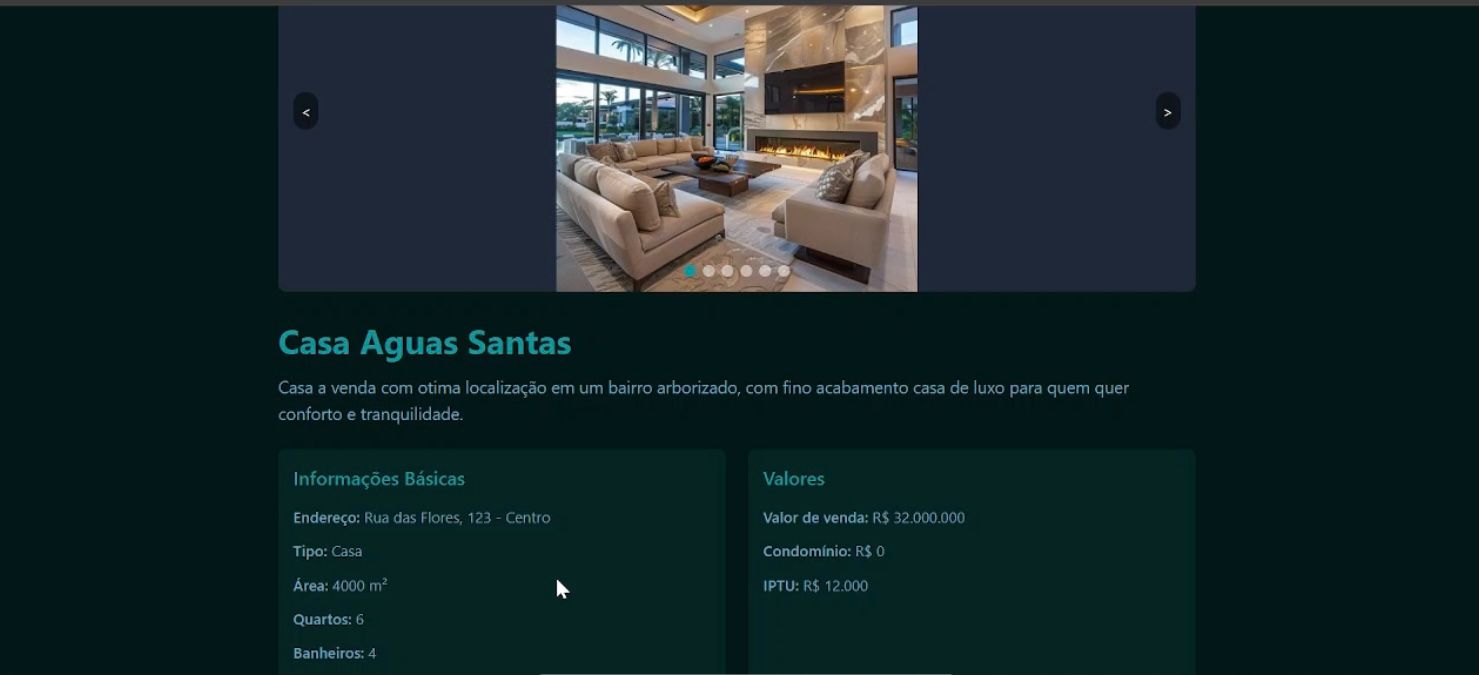 < >
Casa Aguas Santas
Casa a venda com otima localização em um bairro arborizado, com fino acabamento casa de luxo para quem quer
conforto e tranquilidade.
Informações Básicas
Endereço: Rua das Flores, 123 - Centro
Tipo: Casa
Área: 4000 m²
Quartos: 6
Banheiros: 4
Valores
Valor de venda: R$ 32.000.000
Condomínio: R$ 0
IPTU: R$ 12.000